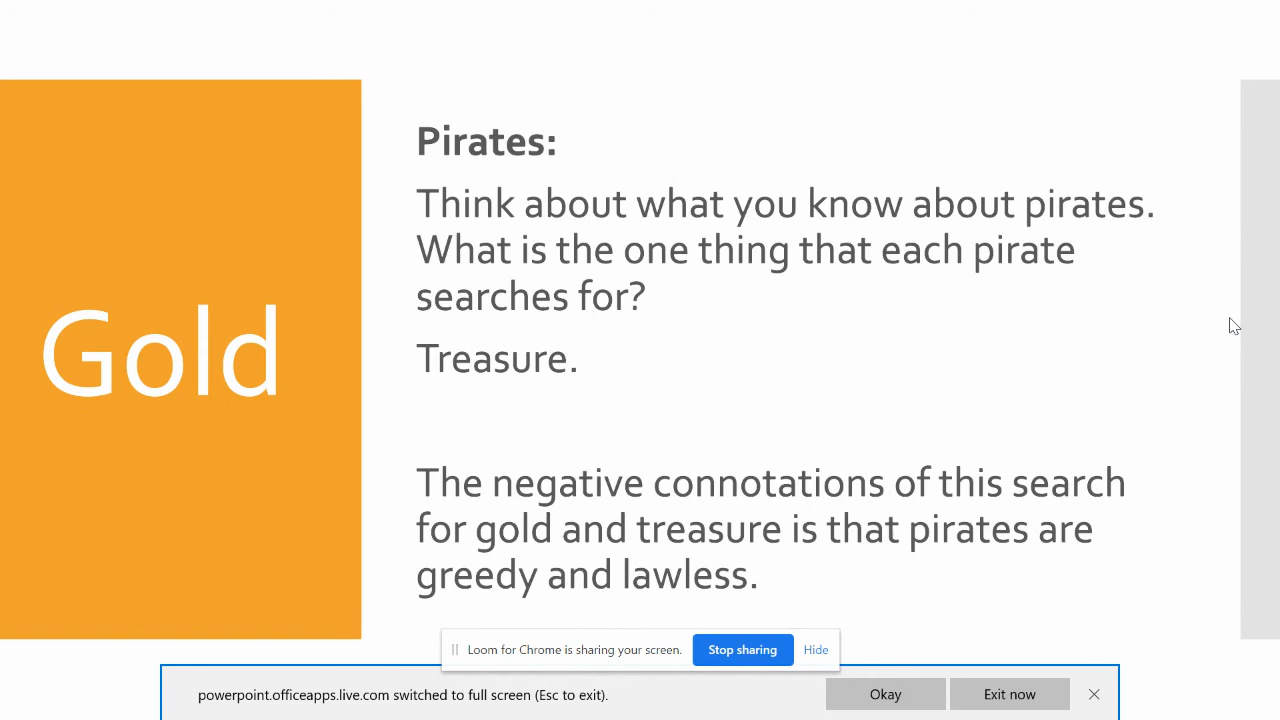 Gold
Pirates:
Think about what you know about pirates.
What is the one thing that each pirate
searches for?
Treasure.
The negative connotations of this search
for gold and treasure is that pirates are
greedy and lawless.
Loom for Chrome is sharing your screen. Stop sharing Hide
powerpoint.officeapps.live.com switched to full screen (Esc to exit). Okay Exit now